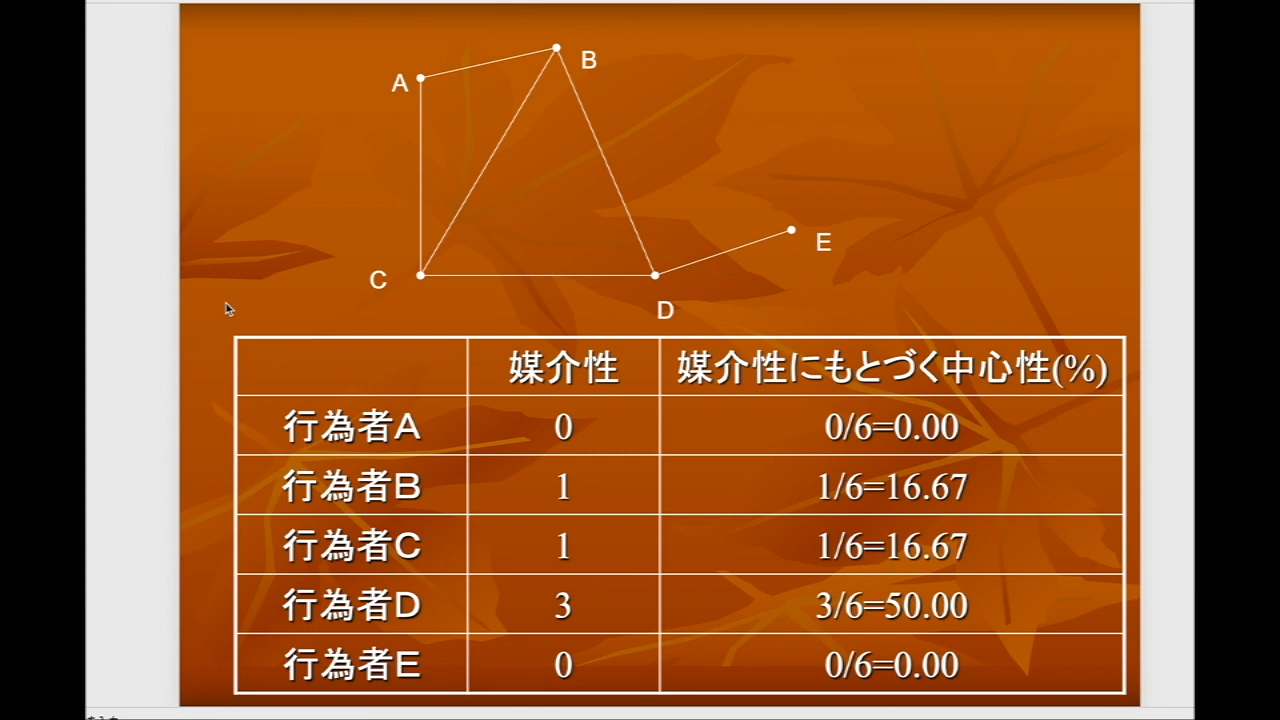 B
A
E
C
D
媒介性 媒介性にもとづく中心性(%)
行為者A 0 0/6=0.00
行為者B 1 1/6=16.67
行為者C 1 1/6=16.67
行為者D 3 3/6=50.00
行為者E 0 0/6=0.00